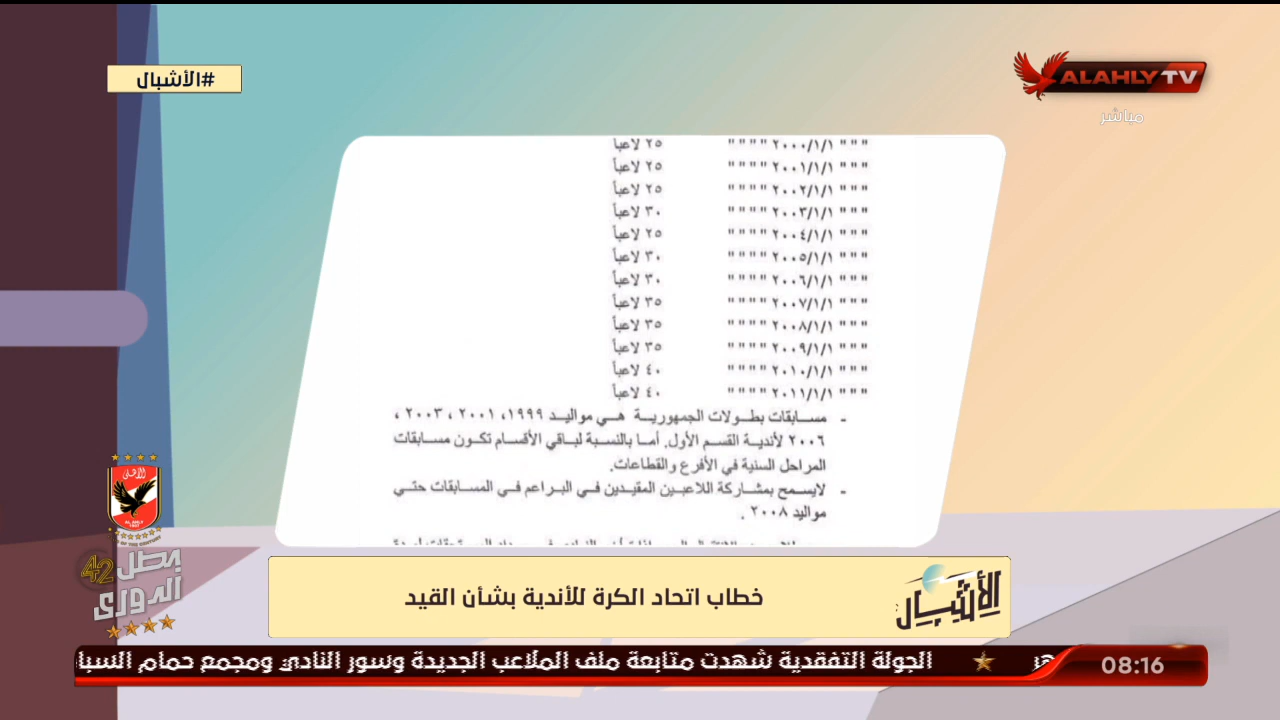 #الأشبال
ALAHLY TV
مباشر
" " " ٢٠٠٠/١/١ " " " " ٢٥ لاعباً
" " " ٢٠٠١/١/١ " " " " ٢٥ لاعباً
" " " ٢٠٠٢/١/١ " " " " ٢٥ لاعباً
" " " ٢٠٠٣/١/١ " " " " ٣٠ لاعباً
" " " ٢٠٠٤/١/١ " " " " ٢٥ لاعباً
" " " ٢٠٠٥/١/١ " " " " ٣٠ لاعباً
" " " ٢٠٠٦/١/١ " " " " ٣٠ لاعباً
" " " ٢٠٠٧/١/١ " " " " ٣٥ لاعباً
" " " ٢٠٠٨/١/١ " " " " ٣٥ لاعباً
" " " ٢٠٠٩/١/١ " " " " ٣٥ لاعباً
" " " ٢٠١٠/١/١ " " " " ٤٠ لاعباً
" " " ٢٠١١/١/١ " " " " ٤٠ لاعباً
- مسابقات بطولات الجمهورية هي مواليد ١٩٩٩، ٢٠٠١ ، ٢٠٠٣ ،
٢٠٠٦ لأندية القسم الأول. أما بالنسبة لباقي الأقسام تكون مسابقات
المراحل السنية في الأفرع والقطاعات.
- لايسمح بمشاركة اللاعبين المقيدين في البراعم في المسابقات حتي
مواليد ٢٠٠٨ .
الأهلي
AL AHLY
1907
بطل 42
الدوري
الأشبال
خطاب اتحاد الكرة للأندية بشأن القيد
08:16
الجولة التفقدية شهدت متابعة ملف الملاعب الجديدة وسور النادي ومجمع حمام السبا